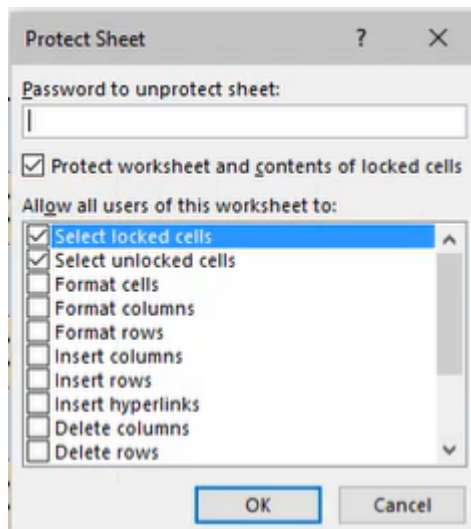 Protect Sheet ?
Password to unprotect sheet:
Protect worksheet and contents of locked cells
Allow all users of this worksheet to:
Select locked cells
Select unlocked cells
Format cells
Format columns
Format rows
Insert columns
Insert rows
Insert hyperlinks
Delete columns
Delete rows
OK Cancel